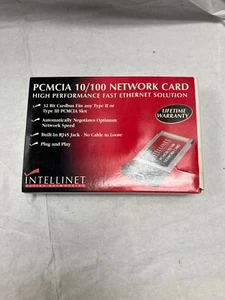 PCMCIA 10/100 NETWORK CARD
HIGH PERFORMANCE FAST ETHERNET SOLUTION
32 Bit Cardbus Fits any Type II or
Type III PCMCIA Slot
Automatically Negotiates Optimum
Network Speed
Built-in RJ45 Jack - No Cable to Loose
Plug and Play
LIFETIME
WARRANTY
INTELLINET